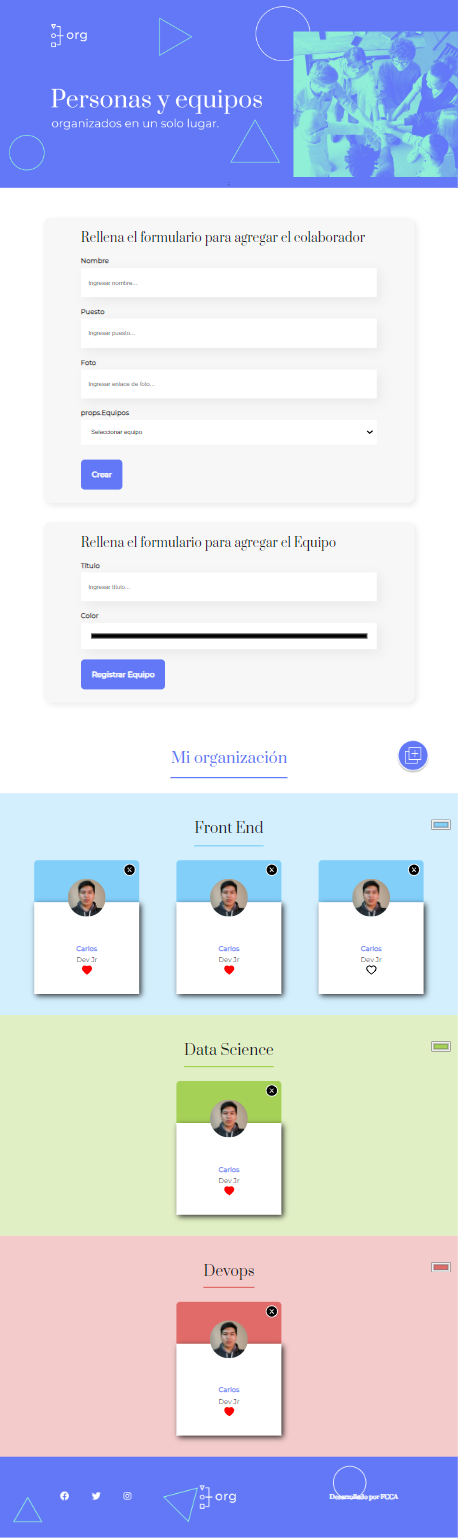 org
Personas y equipos
organizados en un solo lugar.
Rellena el formulario para agregar el colaborador
Nombre
Ingresar nombre...
Puesto
Ingresar puesto...
Foto
Ingresar enlace de foto...
props.Equipos
Seleccionar equipo
Crear
Rellena el formulario para agregar el Equipo
Título
Ingresar título...
Color
Registrar Equipo
Mi organización
Front End
Carlos
Dev Jr
Carlos
Dev Jr
Carlos
Dev Jr
Data Science
Carlos
Dev Jr
Devops
Carlos
Dev Jr
org
Desarrollado por